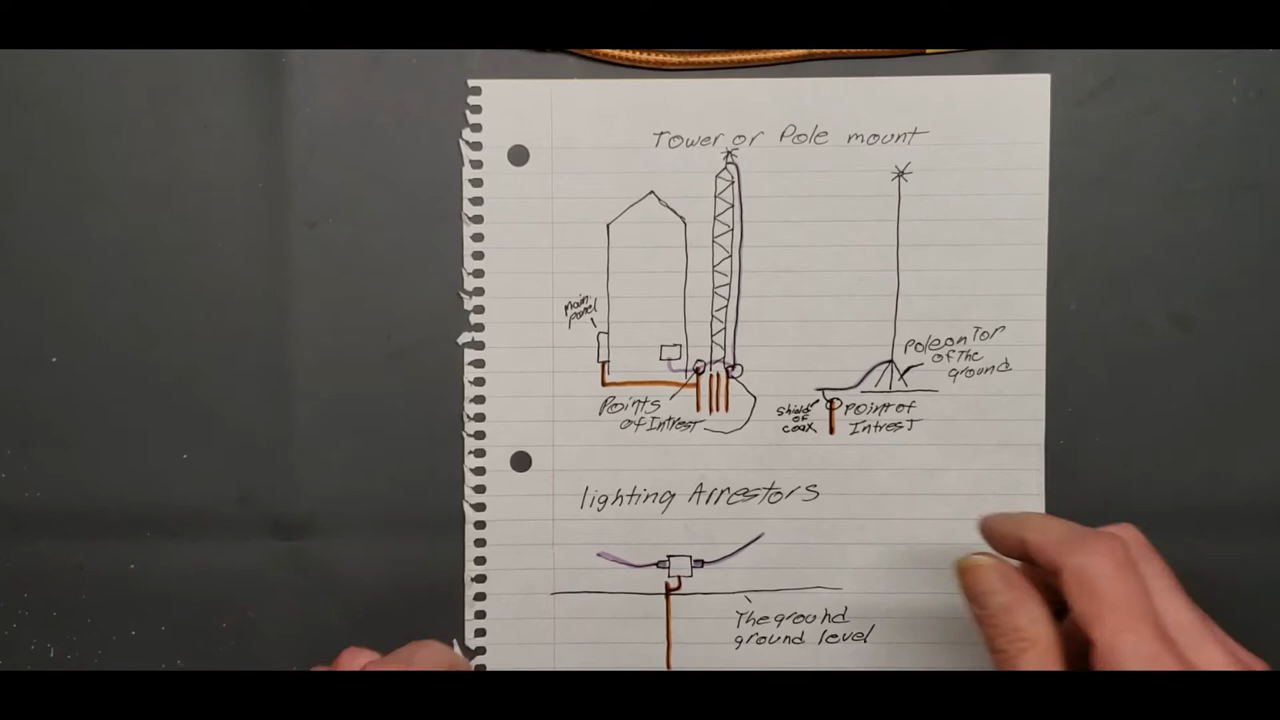 Tower or Pole mount
main
panel
Pole on Top
of The
ground
Points
of Intrest
shield
of
coax
Point of
Intrest
lighting Arrestors
The ground
ground level